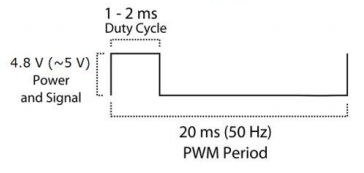 1 - 2 ms
Duty Cycle
4.8 V (~5 V)
Power
and Signal
20 ms (50 Hz)
PWM Period